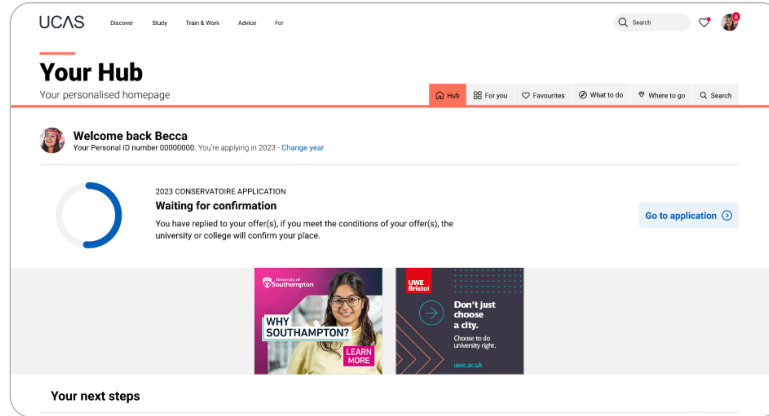 UCAS
Discover
Study
Train & Work
Advice
For
Search
8
Your Hub
Your personalised homepage
Hub
For you
Favourites
What to do
Where to go
Search
Welcome back Becca
Your Personal ID number 00000000. You're applying in 2023 - Change year
2023 CONSERVATOIRE APPLICATION
Waiting for confirmation
You have replied to your offer(s), if you meet the conditions of your offer(s), the
university or college will confirm your place.
Go to application
University of
Southampton
WHY
SOUTHAMPTON?
LEARN
MORE
UWE
Bristol
Don't just
choose
a city.
Choose to do
university right.
uwe.ac.uk
Your next steps